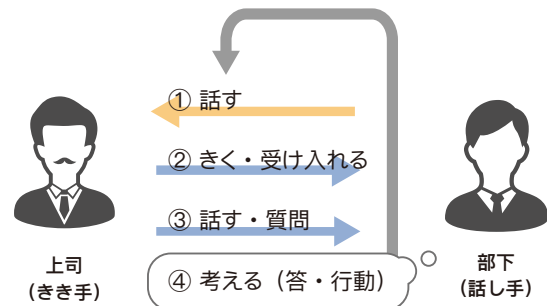 ① 話す
② きく・受け入れる
③ 話す・質問
④ 考える（答・行動）
上司
（きき手）
部下
（話し手）